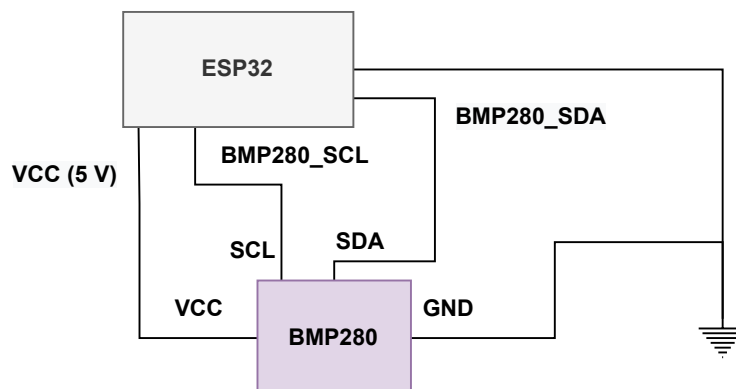 ESP32
BMP280_SDA
BMP280_SCL
VCC (5 V)
SDA
SCL
VCC
GND
BMP280